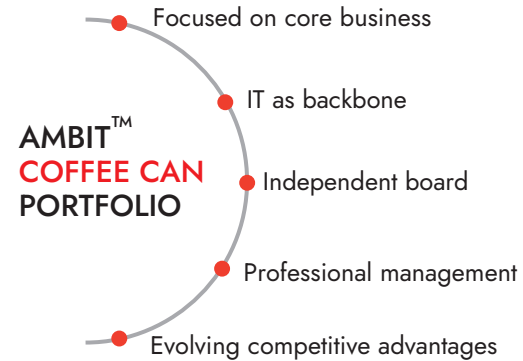 Focused on core business
IT as backbone
AMBIT™
COFFEE CAN
PORTFOLIO
Independent board
Professional management
Evolving competitive advantages